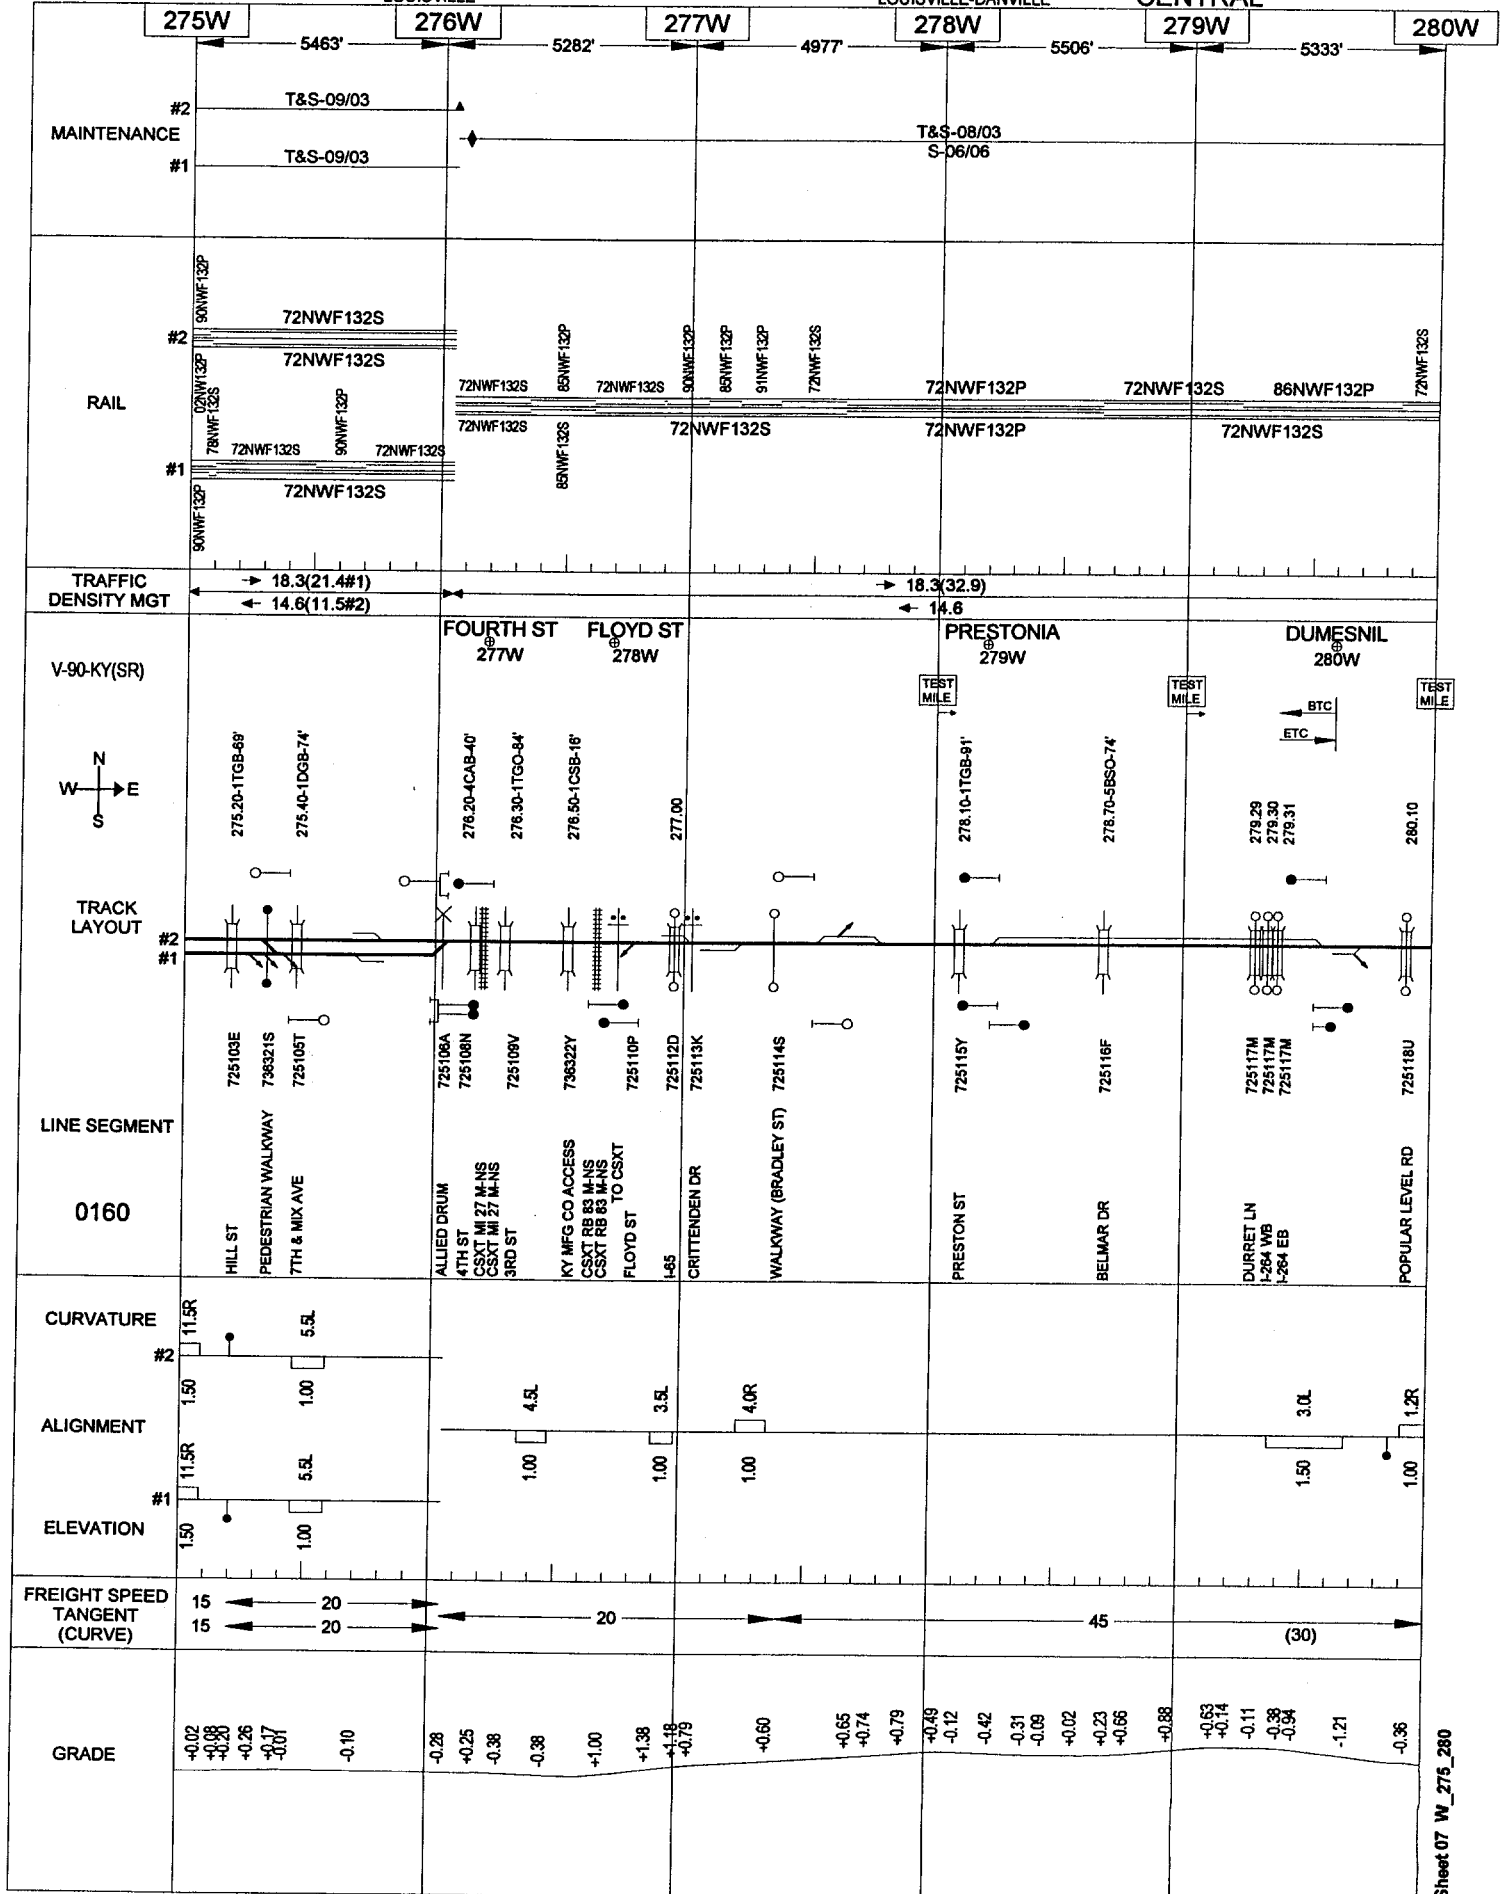 LOUISVILLE
LOUISVILLE-DANVILLE
CENTRAL
275W 276W 277W 278W 279W 280W
5463' 5282' 4977' 5506' 5333'
MAINTENANCE
#2 T&S-09/03
T&S-08/03
S-06/06
#1 T&S-09/03
RAIL
90NWF132P
#2 72NWF132S
72NWF132S
02NW132P
78NWF132S
72NWF132S
90NWF132P
72NWF132S
#1
72NWF132S
90NWF132P
72NWF132S
85NWF132P
72NWF132S
90NWF132P
85NWF132P
91NWF132P
72NWF132S
72NWF132P
72NWF132S
86NWF132P
72NWF132S
72NWF132S
85NWF132S
72NWF132S
72NWF132P
72NWF132S
TRAFFIC
DENSITY MGT
18.3(21.4#1)
14.6(11.5#2)
18.3(32.9)
14.6
V-90-KY(SR)
FOURTH ST
277W
FLOYD ST
278W
PRESTONIA
279W
DUMESNIL
280W
TEST
MILE
TEST
MILE
TEST
MILE
BTC
ETC
N
W E
S
275.20-1TGB-69'
275.40-1DGB-74'
276.20-4CAB-40'
276.30-1TGO-84'
276.50-1CSB-16'
277.00
278.10-1TGB-91'
278.70-5BSO-74'
279.29
279.30
279.31
280.10
TRACK
LAYOUT
#2
#1
725103E
736321S
725105T
725106A
725108N
725109V
736322Y
725110P
725112D
725113K
725114S
725115Y
725116F
725117M
725117M
725117M
725118U
LINE SEGMENT
0160
HILL ST
PEDESTRIAN WALKWAY
7TH & MIX AVE
ALLIED DRUM
4TH ST
CSXT MI 27 M-NS
CSXT MI 27 M-NS
3RD ST
KY MFG CO ACCESS
CSXT RB 83 M-NS
CSXT RB 83 M-NS
TO CSXT
FLOYD ST
I-65
CRITTENDEN DR
WALKWAY (BRADLEY ST)
PRESTON ST
BELMAR DR
DURRET LN
I-264 WB
I-264 EB
POPULAR LEVEL RD
CURVATURE
#2
11.5R
5.5L
1.50
1.00
ALIGNMENT
4.5L
3.5L
4.0R
3.0L
1.2R
1.00
1.00
1.00
1.50
1.00
#1
11.5R
5.5L
ELEVATION
1.50
1.00
FREIGHT SPEED
TANGENT
(CURVE)
15 20
15 20
20
45
(30)
GRADE
+0.02
+0.08
+0.20
+0.26
+0.17
-0.01
-0.10
-0.28
+0.25
-0.38
-0.38
+1.00
+1.38
+1.18
+0.79
+0.60
+0.65
+0.74
+0.79
+0.49
-0.12
-0.42
-0.31
-0.09
+0.02
+0.23
+0.66
+0.88
+0.63
+0.14
-0.11
-0.38
-0.94
-1.21
-0.36
Sheet 07 W_275_280